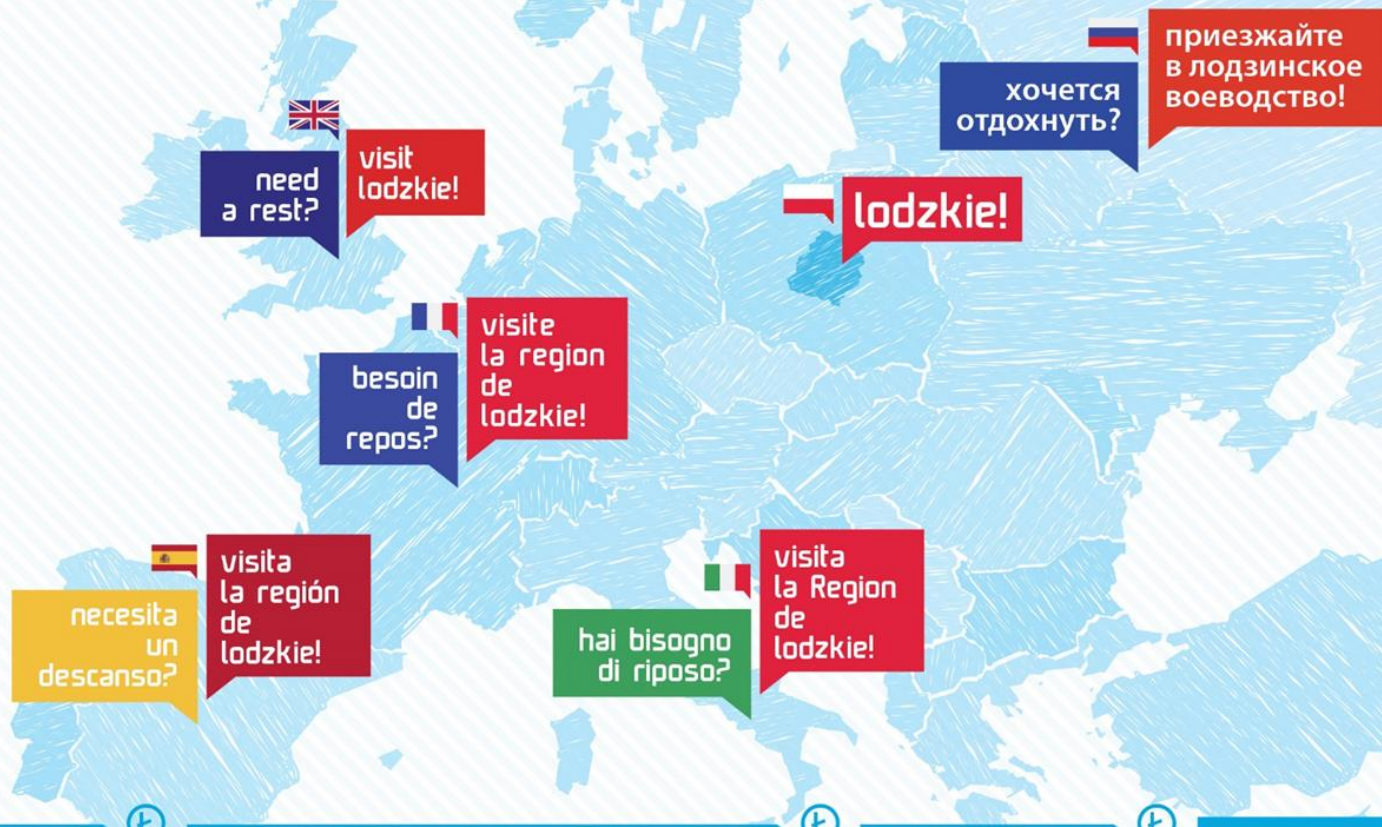 приезжайте
в лодзинское
воеводство!
хочется
отдохнуть?
need
a rest?
visit
lodzkie!
lodzkie!
besoin
de
repos?
visite
la region
de
lodzkie!
necesita
un
descanso?
visita
la región
de
lodzkie!
hai bisogno
di riposo?
visita
la Region
de
lodzkie!
Ł
Ł
Ł